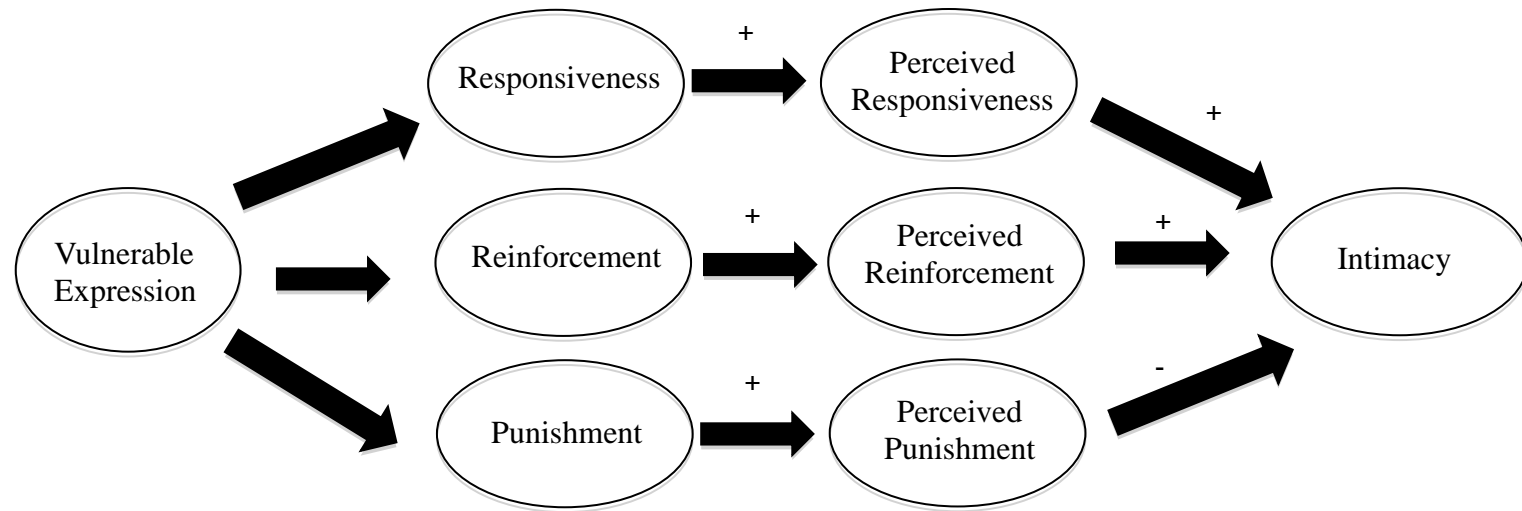 +
Responsiveness
Perceived
Responsiveness
+
Vulnerable
Expression
+
Reinforcement
Perceived
Reinforcement
+
Intimacy
+
Punishment
Perceived
Punishment
-